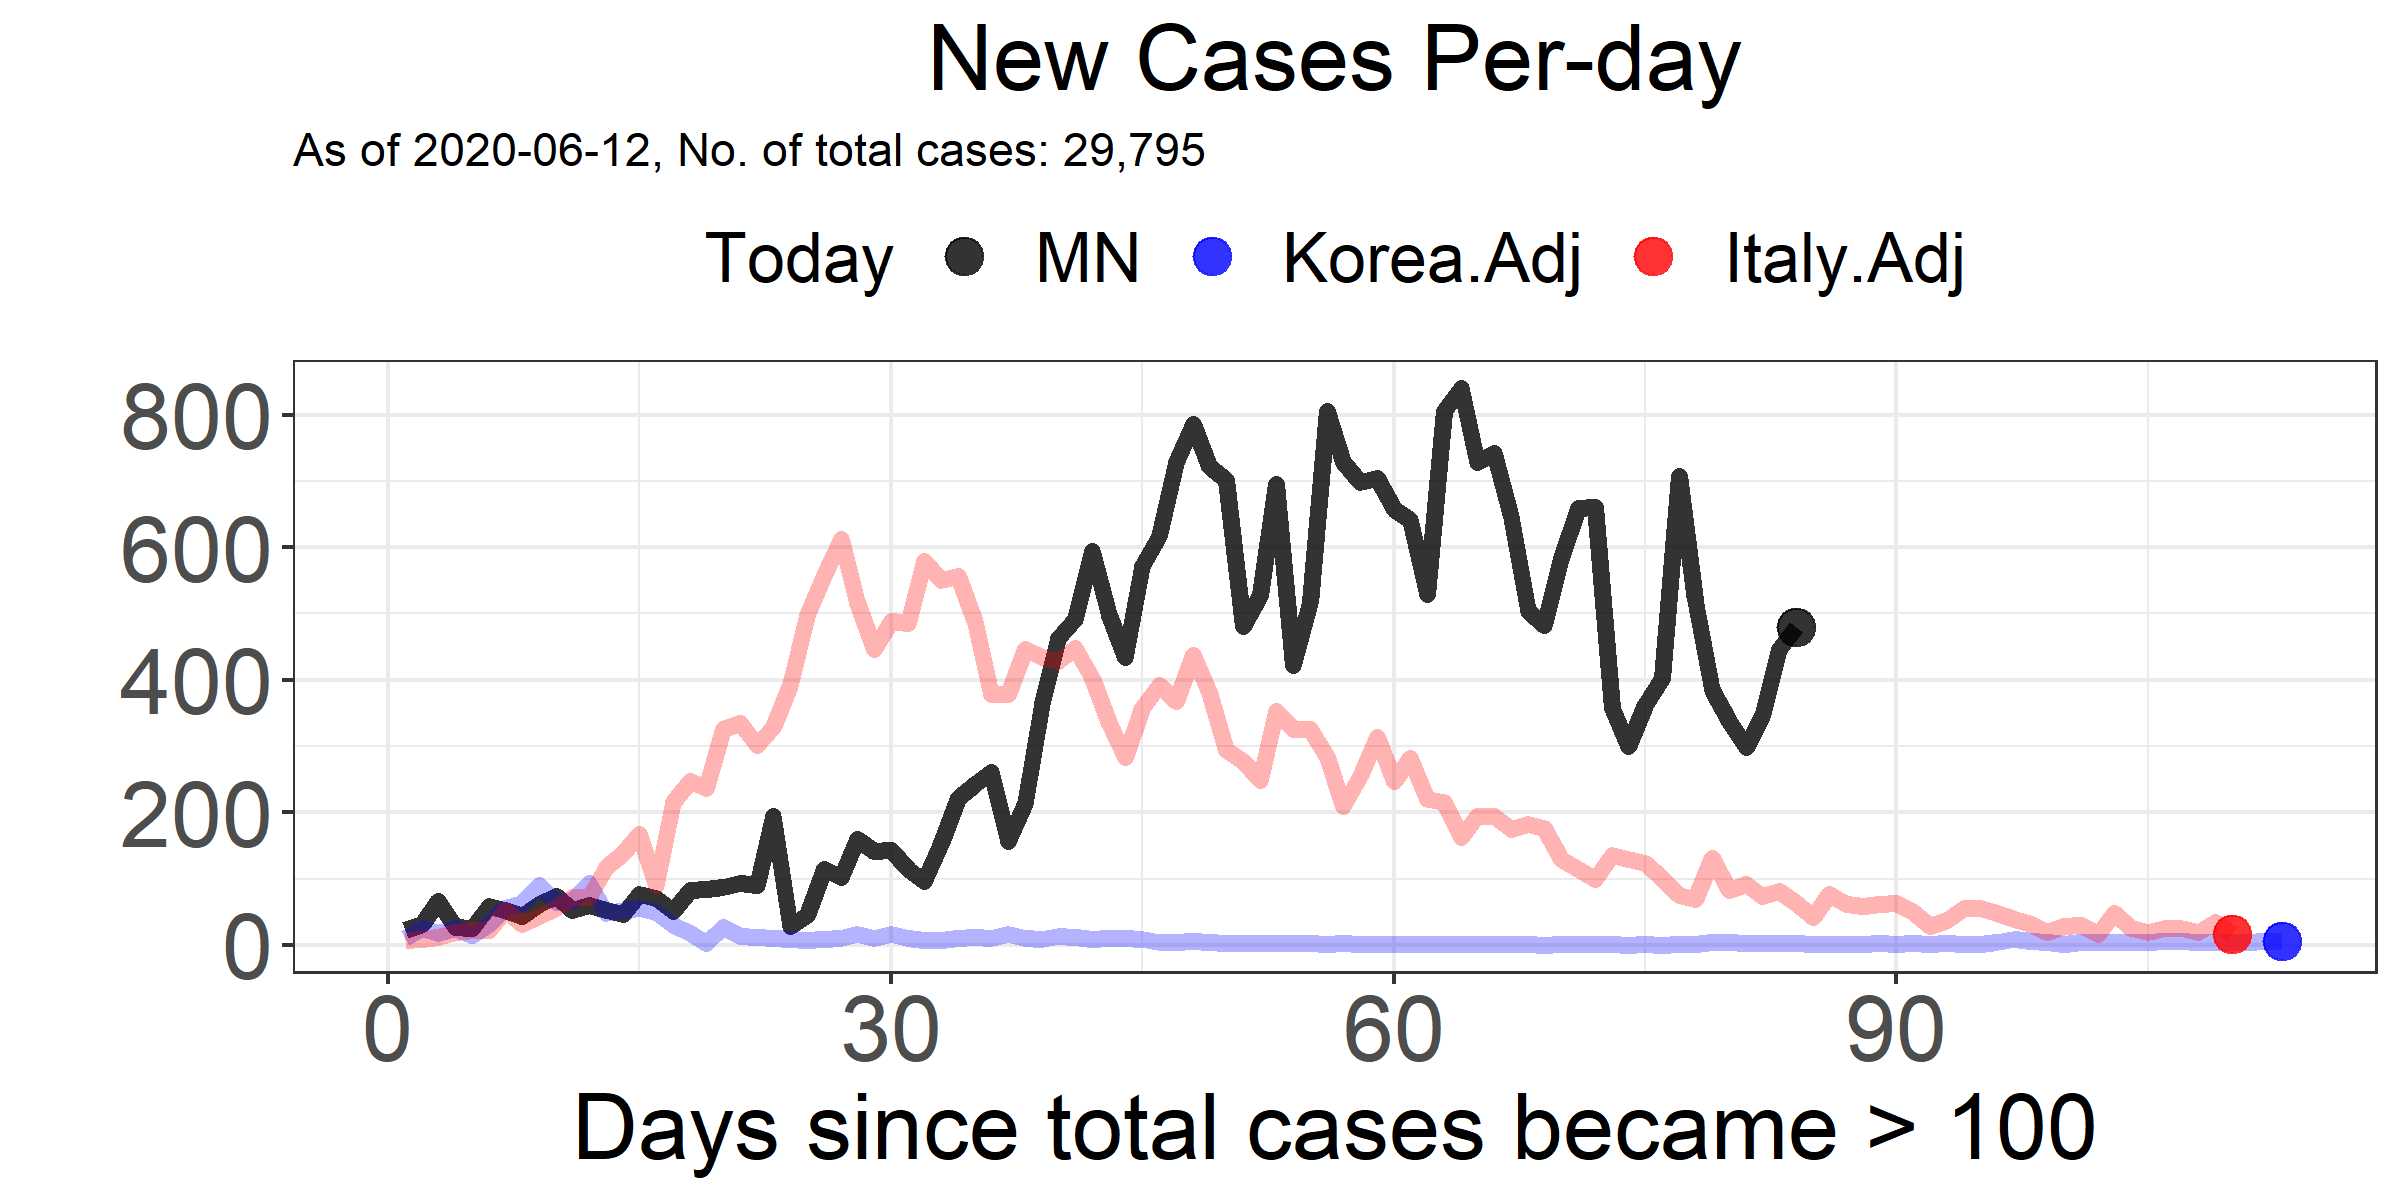 New Cases Per-day
As of 2020-06-12, No. of total cases: 29,795
Today MN Korea.Adj Italy.Adj
800
600
400
200
0
0 30 60 90
Days since total cases became > 100